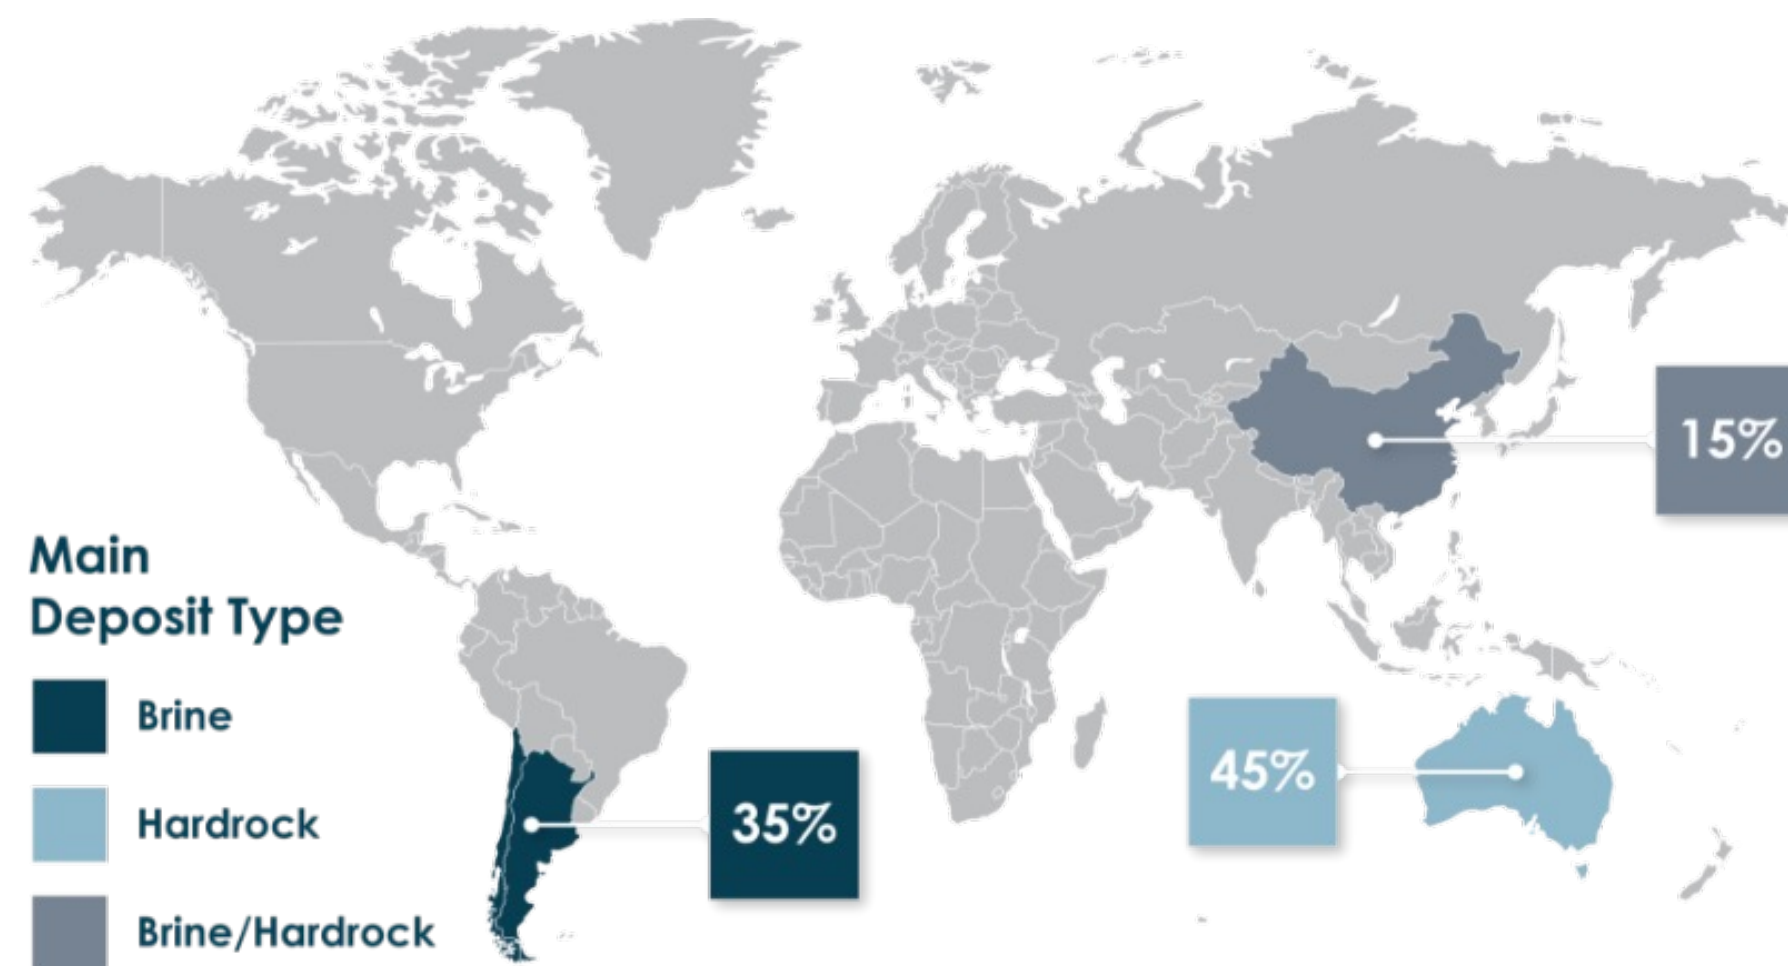 15%
Main
Deposit Type
Brine
45%
Hardrock
35%
Brine/Hardrock